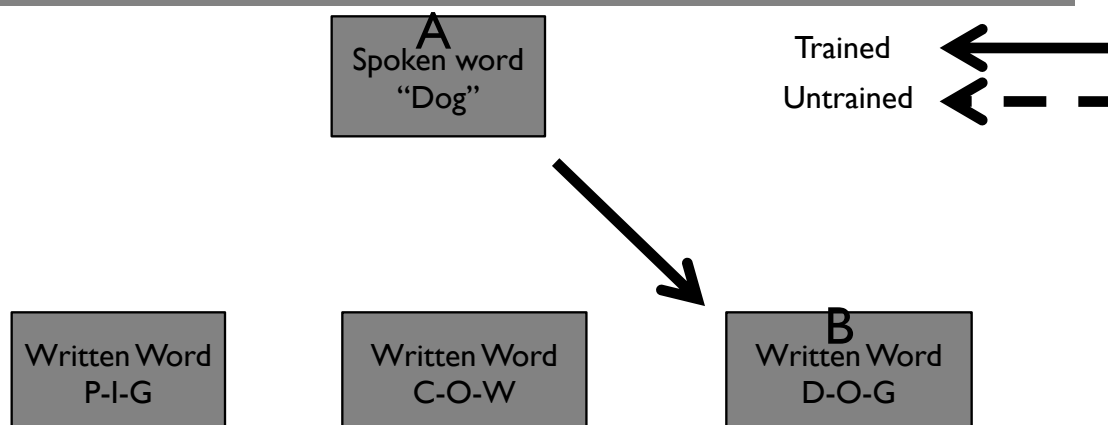 A
Spoken word
“Dog”
Trained
Untrained
Written Word
P-I-G
Written Word
C-O-W
B
Written Word
D-O-G